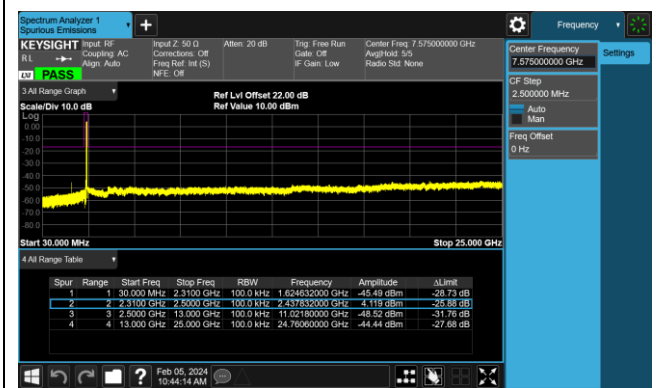 Spectrum Analyzer 1
Spurious Emissions
Frequency
KEYSIGHT Input: RF Input Z: 50 Ω Atten: 20 dB Trig: Free Run Center Freq: 7.575000000 GHz
RL Coupling: AC Corrections: Off Gate: Off Avg|Hold: 5/5
Align: Auto Freq Ref: Int (S) IF Gain: Low Radio Std: None
LXI PASS NFE: Off
Center Frequency
7.575000000 GHz
Settings
CF Step
2.500000 MHz
Auto
Man
Freq Offset
0 Hz
3 All Range Graph Ref Lvl Offset 22.00 dB
Scale/Div 10.0 dB Ref Value 10.00 dBm
Log
0.00
-10.0
-20.0
-30.0
-40.0
-50.0
-60.0
-70.0
-80.0
Start 30.000 MHz Stop 25.000 GHz
4 All Range Table
Spur Range Start Freq Stop Freq RBW Frequency Amplitude ΔLimit
1 1 30.000 MHz 2.3100 GHz 100.0 kHz 1.624632000 GHz -45.49 dBm -28.73 dB
2 2 2.3100 GHz 2.5000 GHz 100.0 kHz 2.437832000 GHz 4.119 dBm -25.88 dB
3 3 2.5000 GHz 13.000 GHz 100.0 kHz 11.02180000 GHz -48.52 dBm -31.76 dB
4 4 13.000 GHz 25.000 GHz 100.0 kHz 24.76060000 GHz -44.44 dBm -27.68 dB
Feb 05, 2024
10:44:14 AM